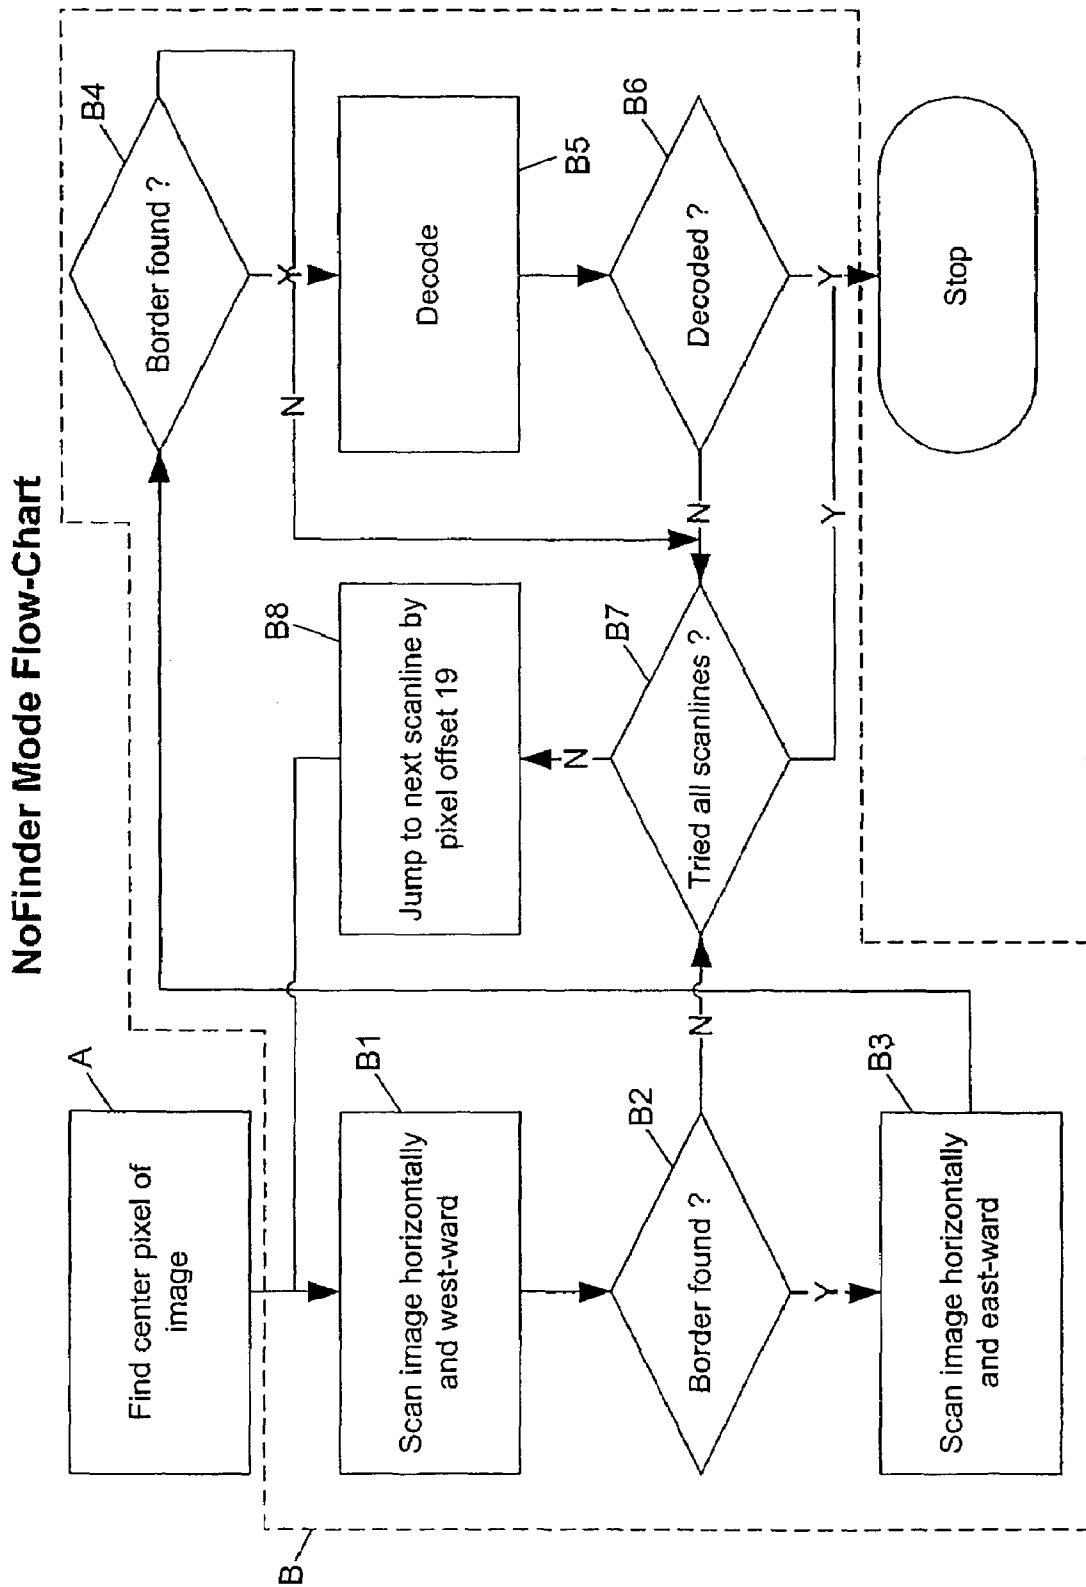 NoFinder Mode Flow-Chart
A
Find center pixel of
image
B
B1
Scan image horizontally
and west-ward
B2
Border found ?
N
Y
B3
Scan image horizontally
and east-ward
B8
Jump to next scanline by
pixel offset 19
N
B7
Tried all scanlines ?
Y
B4
Border found ?
Y
N
B5
Decode
B6
Decoded ?
N
Y
Stop